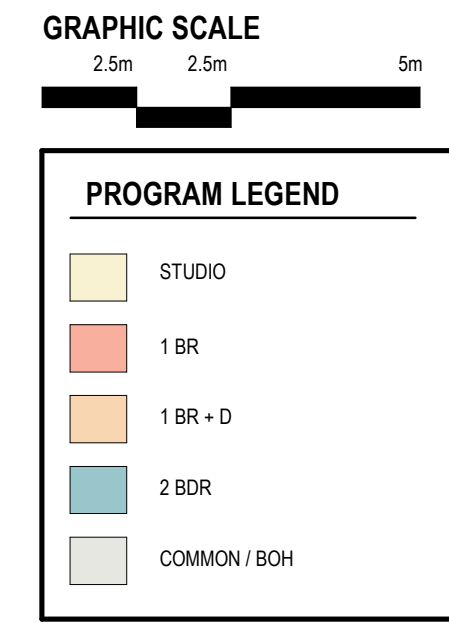 GRAPHIC SCALE
2.5m 2.5m 5m
PROGRAM LEGEND
STUDIO
1 BR
1 BR + D
2 BDR
COMMON / BOH